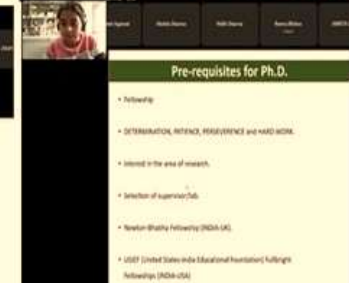 Pre-requisites for Ph.D.
• Fellowship
• DETERMINATION, PATIENCE, PERSEVERENCE and HARD WORK.
• Interest in the area of research.
• Selection of supervisor/lab.
• Newton-Bhabha Fellowship (INDIA-UK).
• USIEF (United States-India Educational Foundation) Fulbright
Fellowships (INDIA-USA)